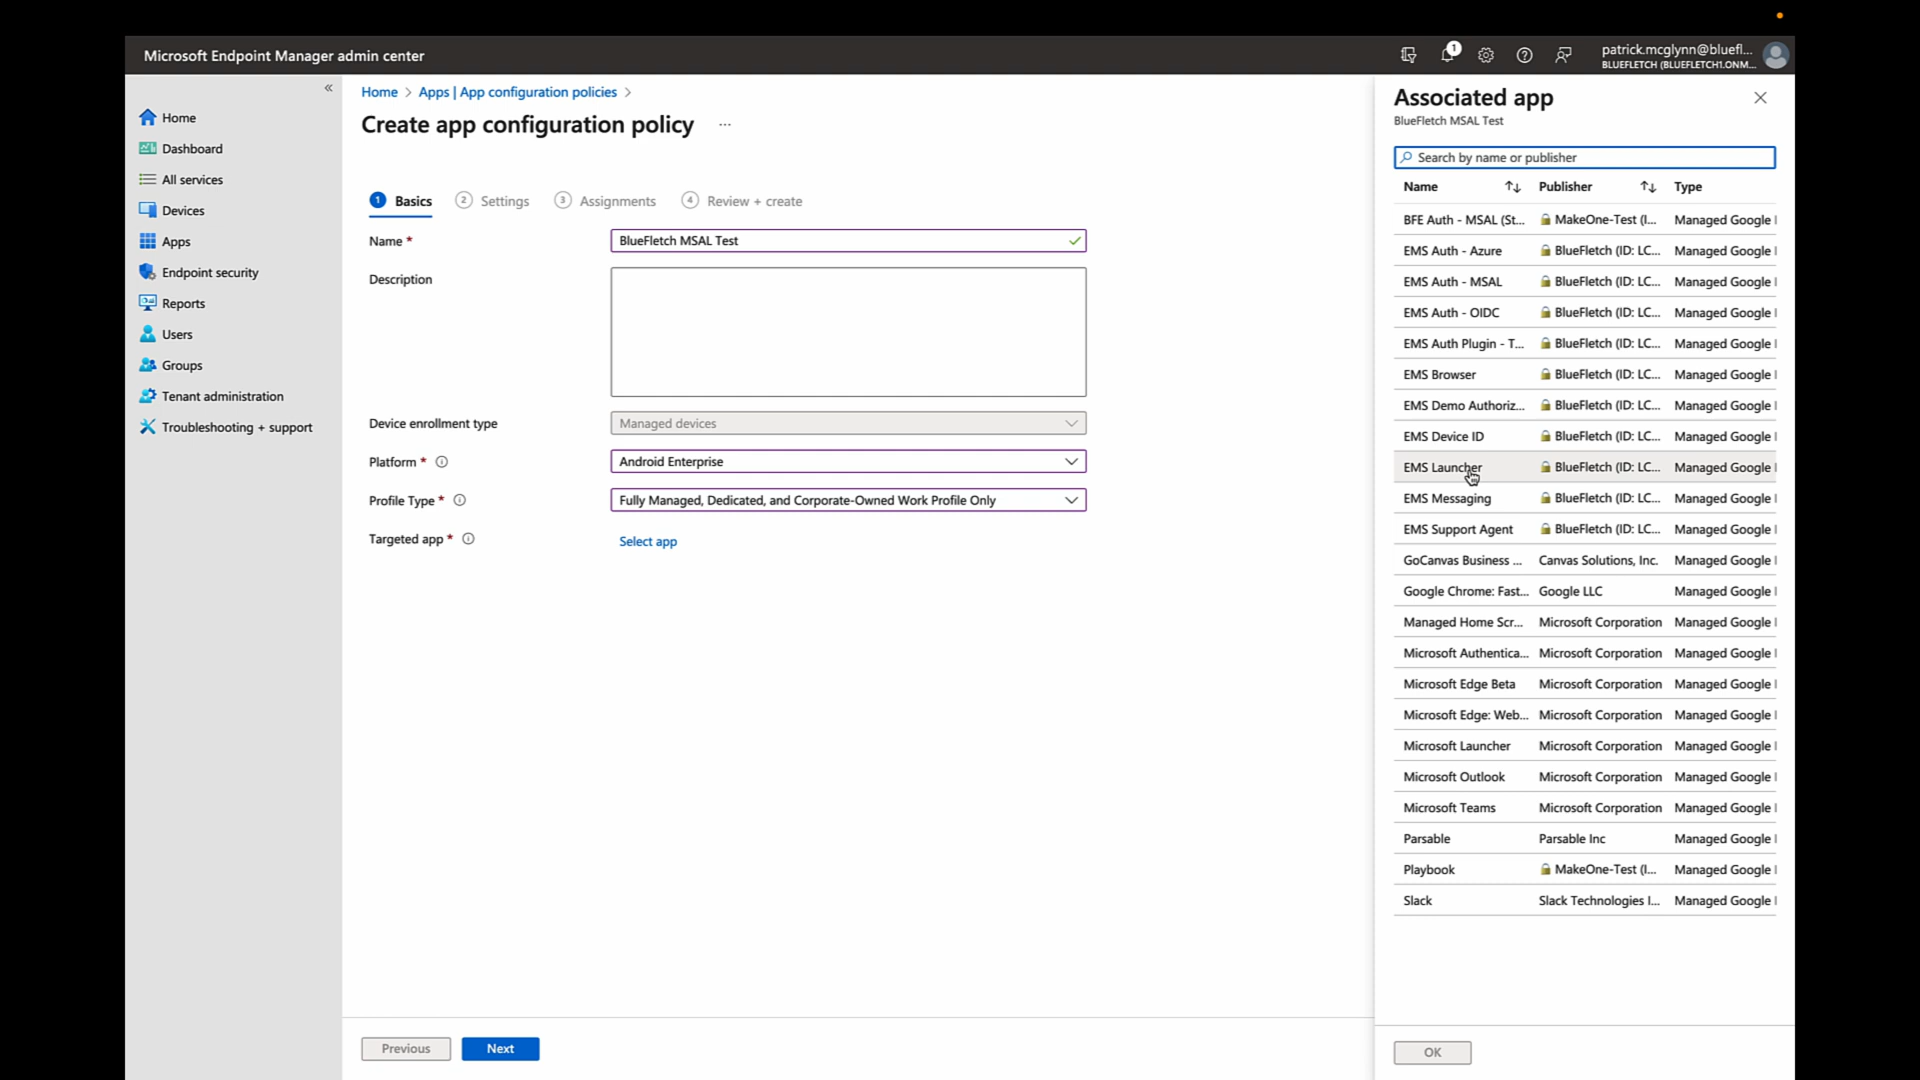 Microsoft Endpoint Manager admin center
1
patrick.mcglynn@bluefl...
BLUEFLETCH (BLUEFLETCH1.ONM...
«
Home
Dashboard
All services
Devices
Apps
Endpoint security
Reports
Users
Groups
Tenant administration
Troubleshooting + support
Home > Apps | App configuration policies >
Create app configuration policy ...
1 Basics 2 Settings 3 Assignments 4 Review + create
Name * BlueFletch MSAL Test
Description
Device enrollment type Managed devices
Platform * Android Enterprise
Profile Type * Fully Managed, Dedicated, and Corporate-Owned Work Profile Only
Targeted app * Select app
Previous Next
Associated app
BlueFletch MSAL Test
Search by name or publisher
Name Publisher Type
BFE Auth - MSAL (St... MakeOne-Test (I... Managed Google
EMS Auth - Azure BlueFletch (ID: LC... Managed Google
EMS Auth - MSAL BlueFletch (ID: LC... Managed Google
EMS Auth - OIDC BlueFletch (ID: LC... Managed Google
EMS Auth Plugin - T... BlueFletch (ID: LC... Managed Google
EMS Browser BlueFletch (ID: LC... Managed Google
EMS Demo Authoriz... BlueFletch (ID: LC... Managed Google
EMS Device ID BlueFletch (ID: LC... Managed Google
EMS Launcher BlueFletch (ID: LC... Managed Google
EMS Messaging BlueFletch (ID: LC... Managed Google
EMS Support Agent BlueFletch (ID: LC... Managed Google
GoCanvas Business ... Canvas Solutions, Inc. Managed Google
Google Chrome: Fast... Google LLC Managed Google
Managed Home Scr... Microsoft Corporation Managed Google
Microsoft Authentica... Microsoft Corporation Managed Google
Microsoft Edge Beta Microsoft Corporation Managed Google
Microsoft Edge: Web... Microsoft Corporation Managed Google
Microsoft Launcher Microsoft Corporation Managed Google
Microsoft Outlook Microsoft Corporation Managed Google
Microsoft Teams Microsoft Corporation Managed Google
Parsable Parsable Inc Managed Google
Playbook MakeOne-Test (I... Managed Google
Slack Slack Technologies I... Managed Google
OK